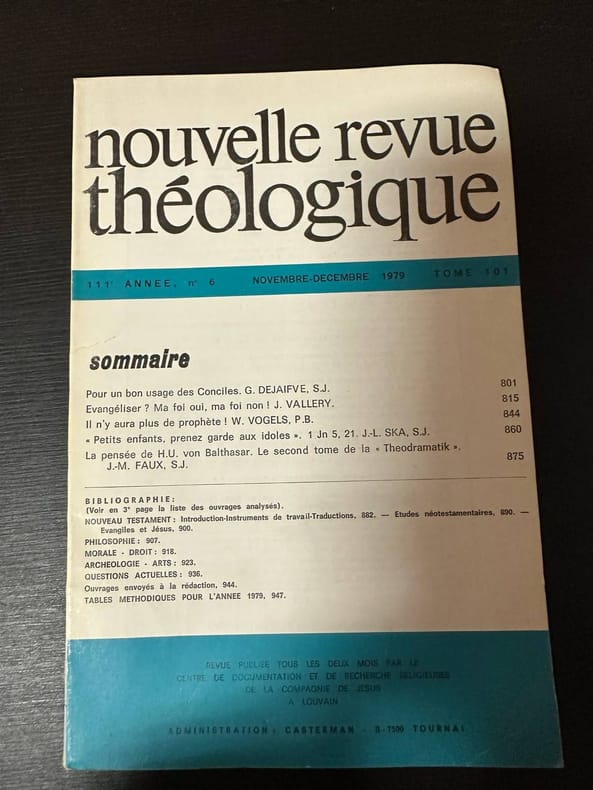 nouvelle revue
théologique
111e ANNEE, n° 6 NOVEMBRE-DECEMBRE 1979 TOME 101
sommaire
Pour un bon usage des Conciles. G. DEJAIFVE, S.J. 801
Evangéliser ? Ma foi oui, ma foi non ! J. VALLERY. 815
Il n'y aura plus de prophète ! W. VOGELS, P.B. 844
« Petits enfants, prenez garde aux idoles ». 1 Jn 5, 21. J.-L. SKA, S.J. 860
La pensée de H.U. von Balthasar. Le second tome de la « Theodramatik ».
J.-M. FAUX, S.J. 875
BIBLIOGRAPHIE :
(Voir en 3e page la liste des ouvrages analysés).
NOUVEAU TESTAMENT : Introduction-Instruments de travail-Traductions, 882. — Etudes néotestamentaires, 890. —
Evangiles et Jésus, 900.
PHILOSOPHIE : 907.
MORALE - DROIT : 918.
ARCHEOLOGIE - ARTS : 923.
QUESTIONS ACTUELLES : 936.
Ouvrages envoyés à la rédaction, 944.
TABLES METHODIQUES POUR L'ANNEE 1979, 947.
REVUE PUBLIEE TOUS LES DEUX MOIS PAR LE
CENTRE DE DOCUMENTATION ET DE RECHERCHE RELIGIEUSES
DE LA COMPAGNIE DE JESUS
A LOUVAIN
ADMINISTRATION : CASTERMAN - B-7500 TOURNAI